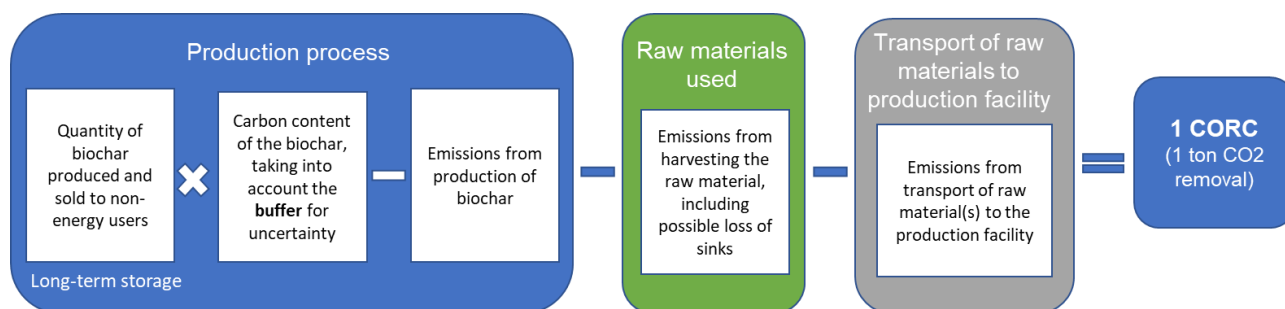 Production process
Quantity of
biochar
produced and
sold to non-
energy users
Carbon content
of the biochar,
taking into
account the
buffer for
uncertainty
Emissions from
production of
biochar
Long-term storage
Raw materials
used
Emissions from
harvesting the
raw material,
including
possible loss of
sinks
Transport of raw
materials to
production facility
Emissions from
transport of raw
material(s) to the
production facility
1 CORC
(1 ton CO2
removal)